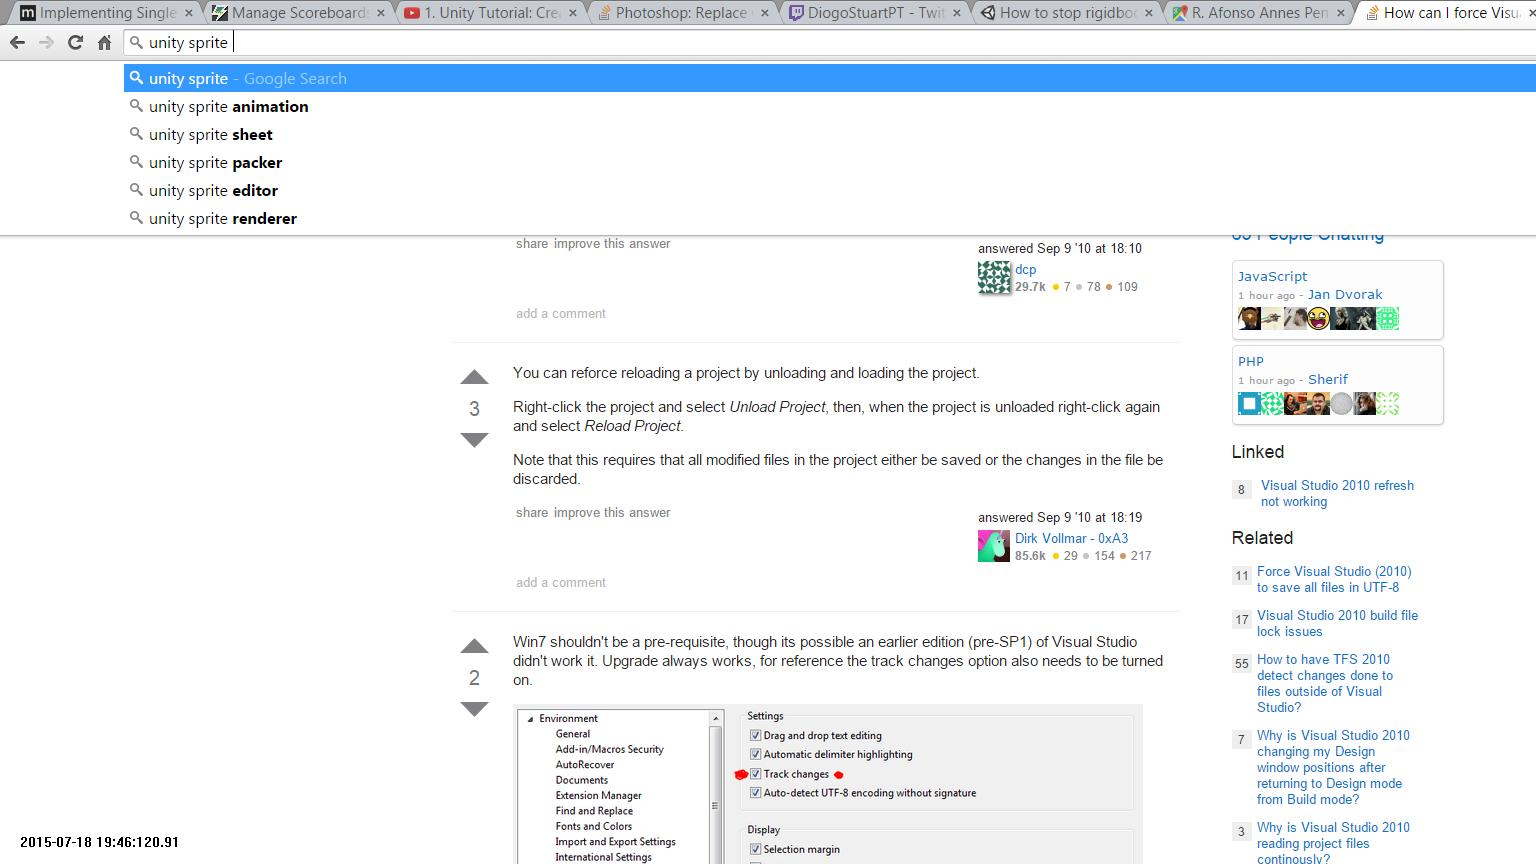 Implementing Single
Manage Scoreboards
1. Unity Tutorial: Crea
Photoshop: Replace
DiogoStuartPT - Twit
How to stop rigidbod
R. Afonso Annes Pen
How can I force Visu
unity sprite
unity sprite - Google Search
unity sprite animation
unity sprite sheet
unity sprite packer
unity sprite editor
unity sprite renderer
share improve this answer
answered Sep 9 '10 at 18:10
dcp
29.7k 7 78 109
add a comment
You can reforce reloading a project by unloading and loading the project.
3
Right-click the project and select Unload Project, then, when the project is unloaded right-click again
and select Reload Project.
Note that this requires that all modified files in the project either be saved or the changes in the file be
discarded.
share improve this answer
answered Sep 9 '10 at 18:19
Dirk Vollmar - 0xA3
85.6k 29 154 217
add a comment
Win7 shouldn't be a pre-requisite, though its possible an earlier edition (pre-SP1) of Visual Studio
didn't work it. Upgrade always works, for reference the track changes option also needs to be turned
on.
2
Environment
General
Add-in/Macros Security
AutoRecover
Documents
Extension Manager
Find and Replace
Fonts and Colors
Import and Export Settings
International Settings
Settings
Drag and drop text editing
Automatic delimiter highlighting
Track changes
Auto-detect UTF-8 encoding without signature
Display
Selection margin
People Chatting
JavaScript
1 hour ago - Jan Dvorak
PHP
1 hour ago - Sherif
Linked
8 Visual Studio 2010 refresh
not working
Related
11 Force Visual Studio (2010)
to save all files in UTF-8
17 Visual Studio 2010 build file
lock issues
55 How to have TFS 2010
detect changes done to
files outside of Visual
Studio?
7 Why is Visual Studio 2010
changing my Design
window positions after
returning to Design mode
from Build mode?
3 Why is Visual Studio 2010
reading project files
continously?
2015-07-18 19:46:120.91